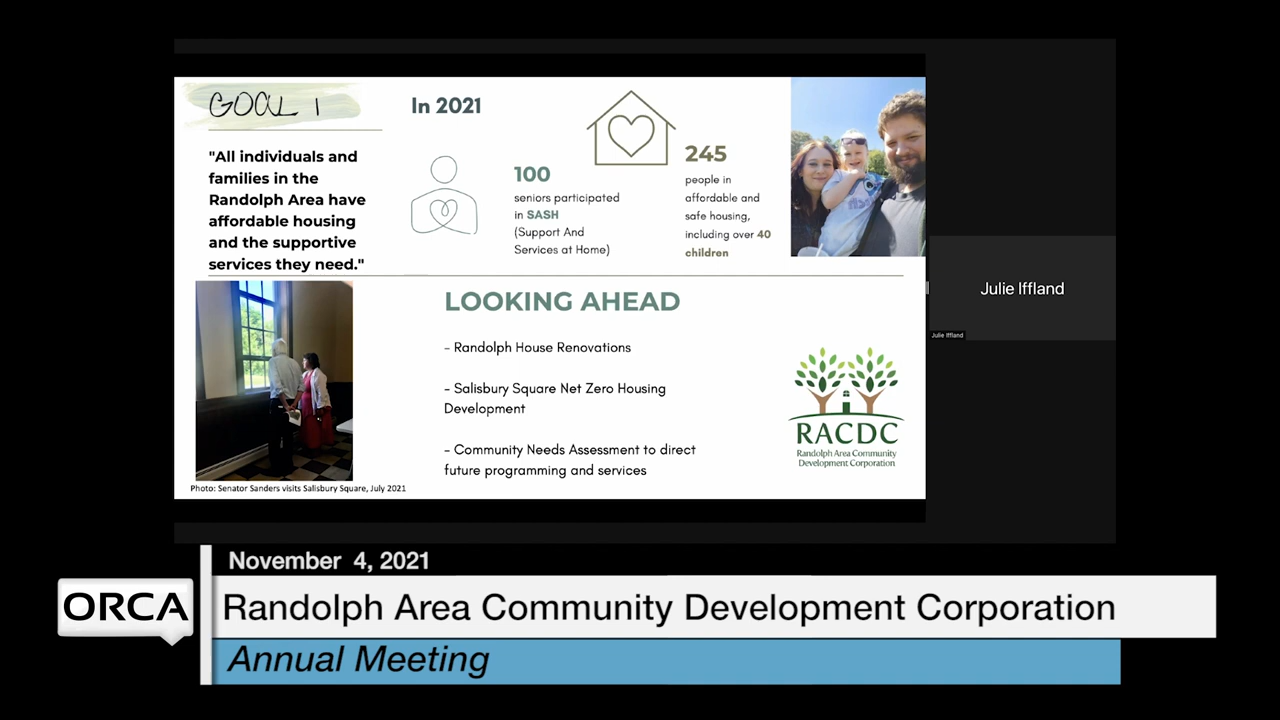 GOAL 1
"All individuals and
families in the
Randolph Area have
affordable housing
and the supportive
services they need."
In 2021
100
seniors participated
in SASH
(Support And
Services at Home)
245
people in
affordable and
safe housing,
including over 40
children
Photo: Senator Sanders visits Salisbury Square, July 2021
LOOKING AHEAD
- Randolph House Renovations
- Salisbury Square Net Zero Housing
Development
- Community Needs Assessment to direct
future programming and services
RACDC
Randolph Area Community
Development Corporation
Julie Iffland
Julie Iffland
November 4, 2021
ORCA
Randolph Area Community Development Corporation
Annual Meeting